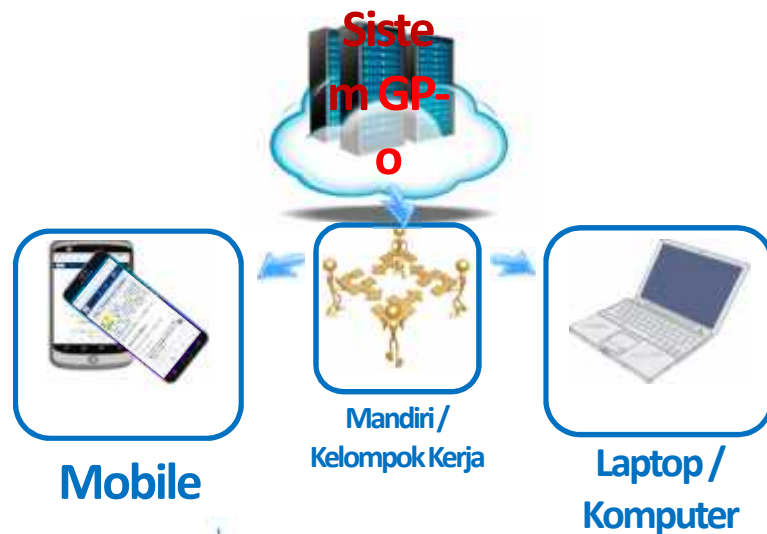 Siste
m GP-
o
Mandiri /
Kelompok Kerja
Mobile
Laptop /
Komputer